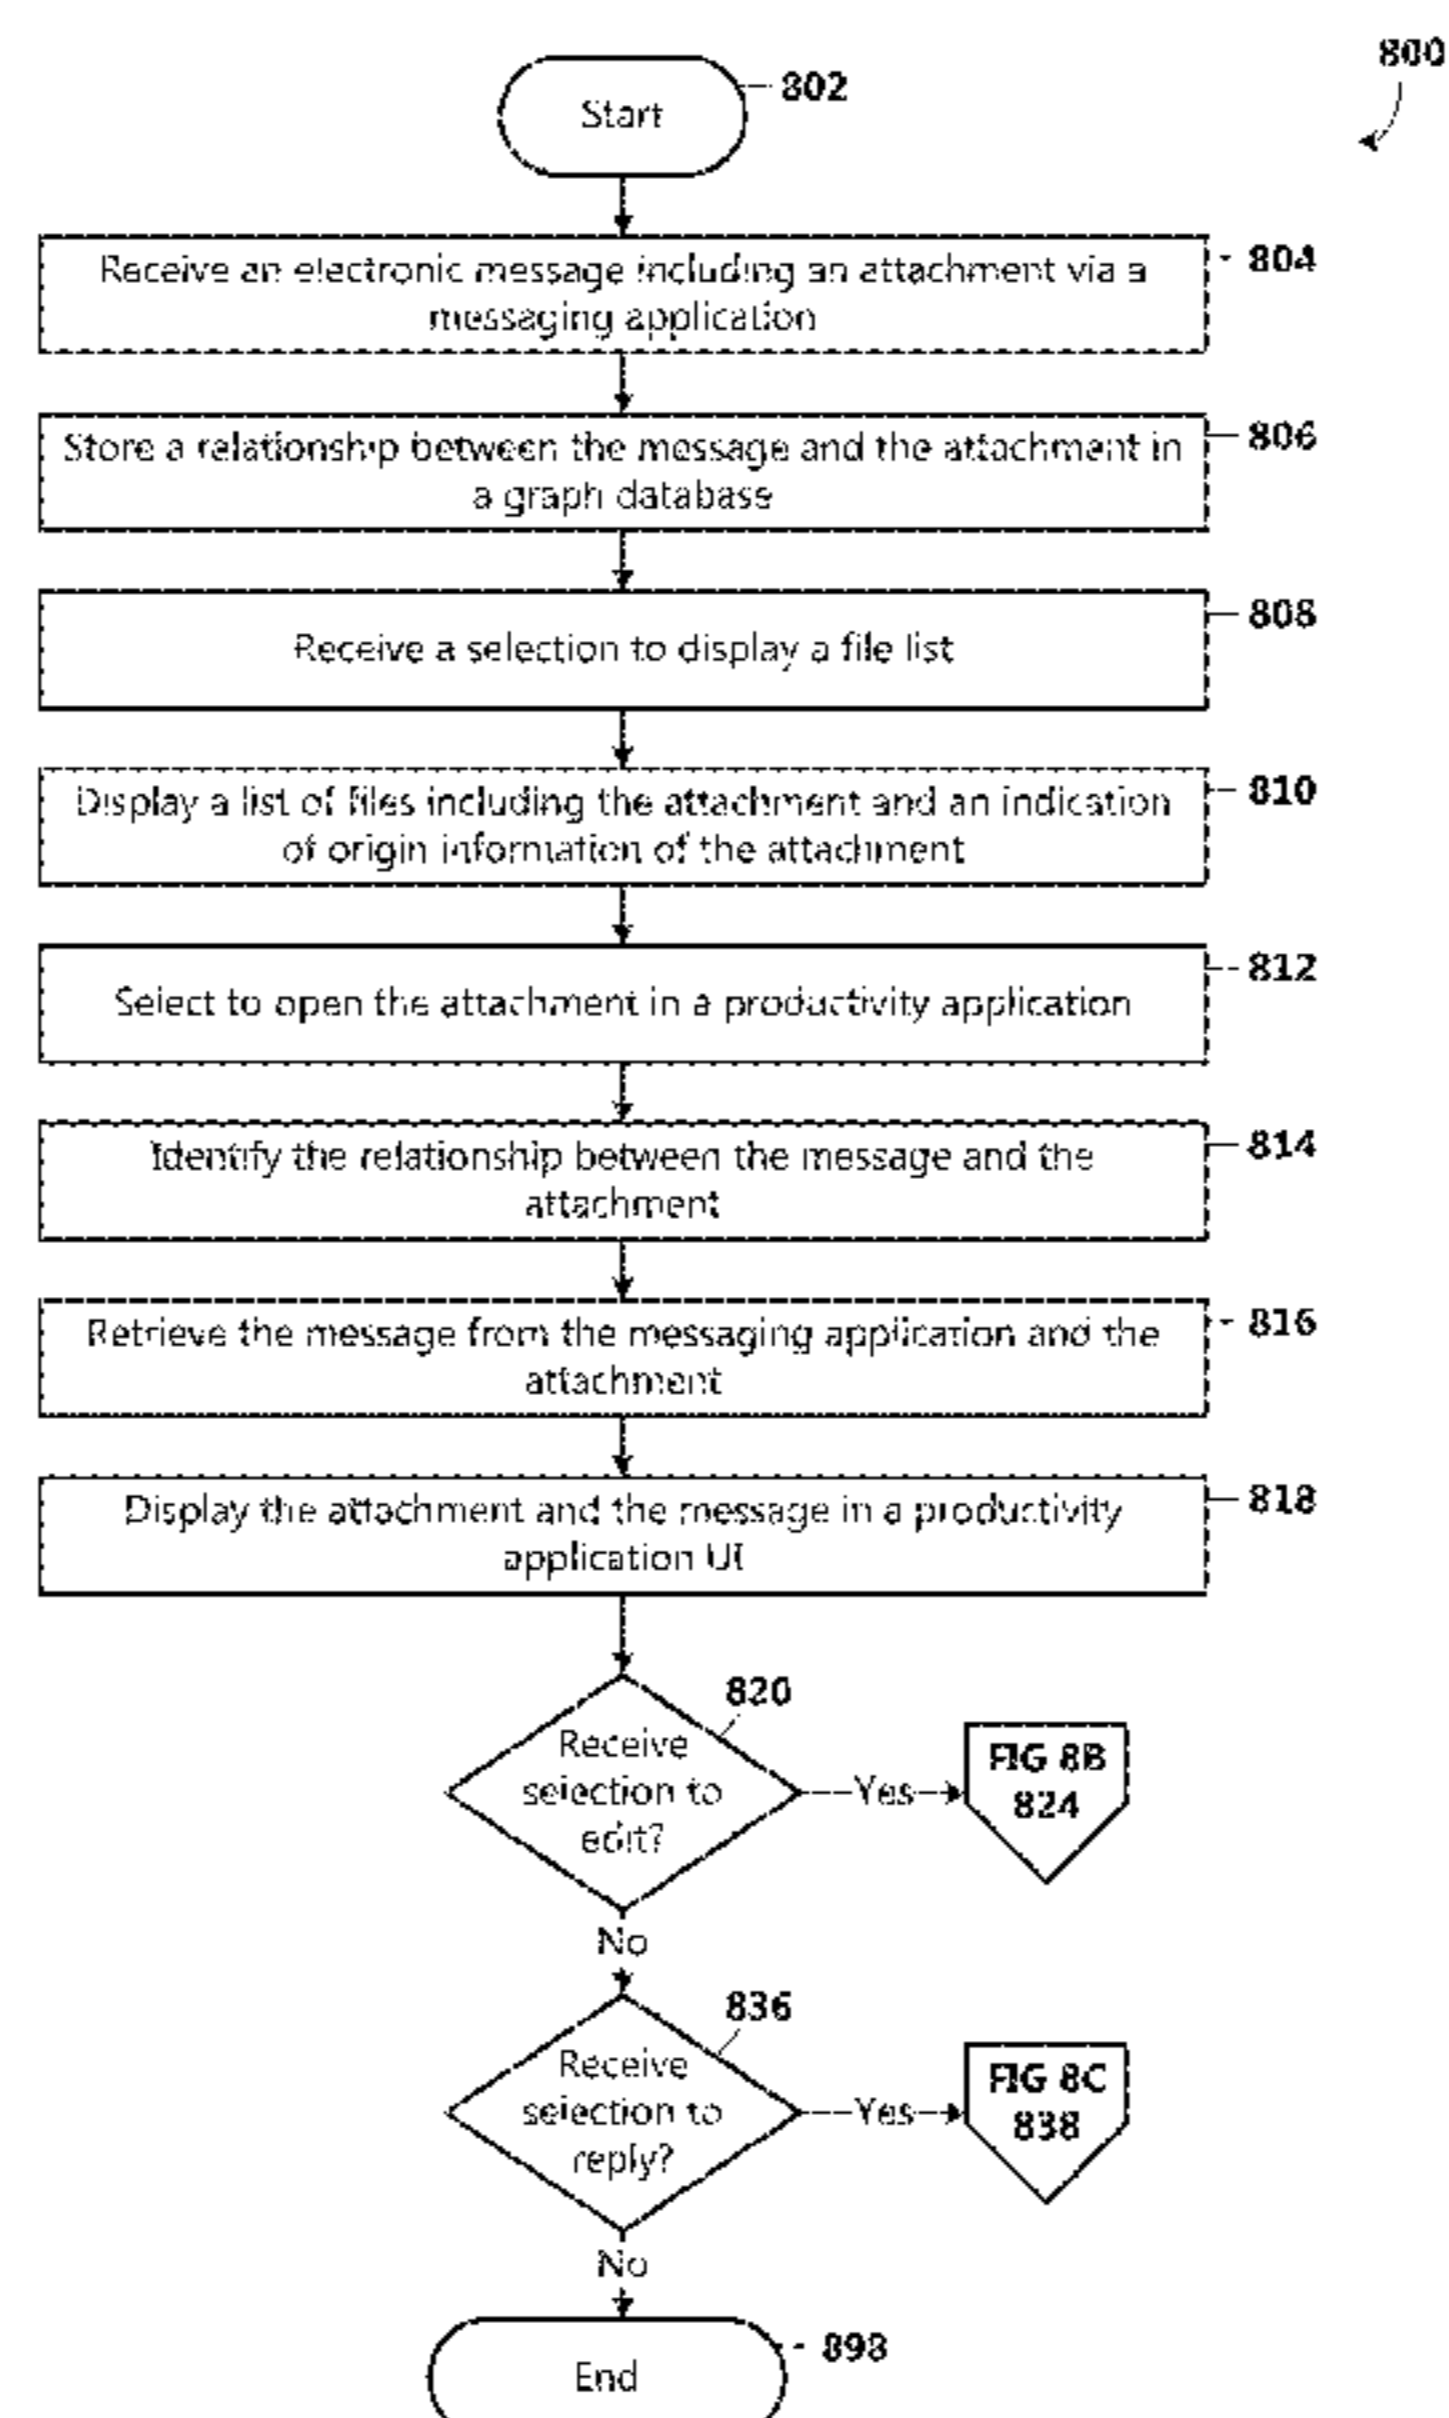 800
Start
802
Receive an electronic message including an attachment via a
messaging application
804
Store a relationship between the message and the attachment in
a graph database
806
Receive a selection to display a file list
808
Display a list of files including the attachment and an indication
of origin information of the attachment
810
Select to open the attachment in a productivity application
812
Identify the relationship between the message and the
attachment
814
Retrieve the message from the messaging application and the
attachment
816
Display the attachment and the message in a productivity
application UI
818
820
Receive
selection to
edit?
Yes
FIG 8B
824
No
836
Receive
selection to
reply?
Yes
FIG 8C
838
No
End
898